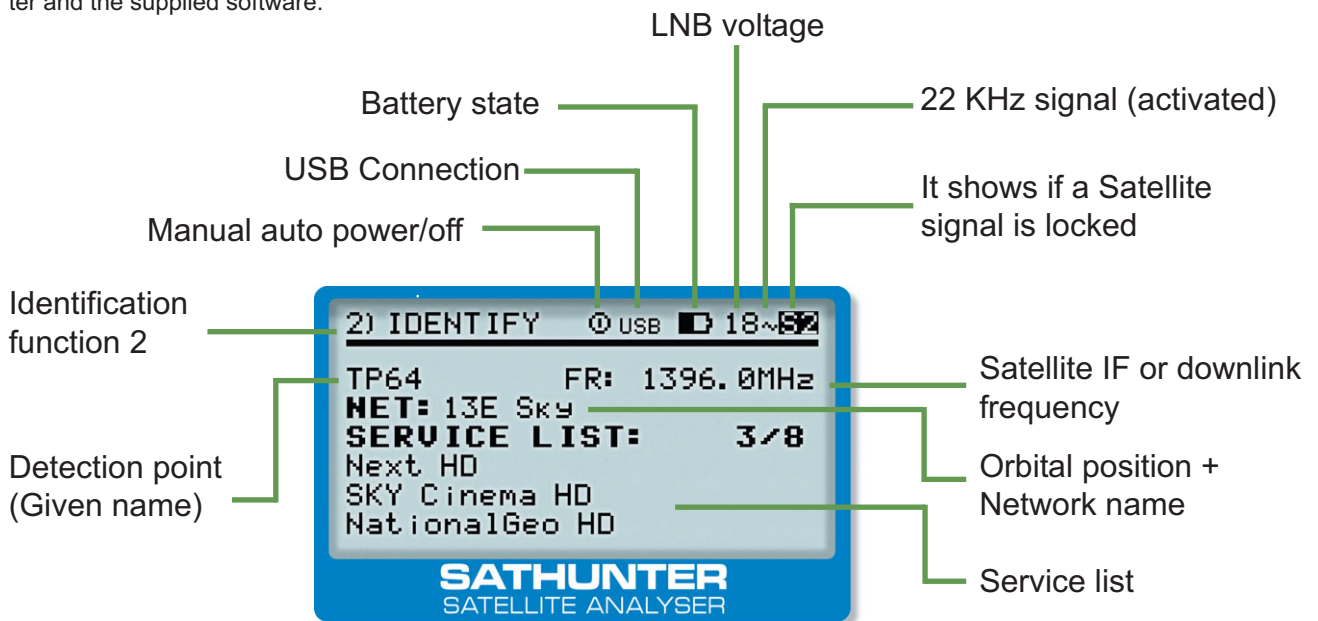 ter and the supplied software.
LNB voltage
Battery state
22 KHz signal (activated)
USB Connection
It shows if a Satellite
signal is locked
Manual auto power/off
Identification
function 2
2) IDENTIFY USB 18~S2
TP64 FR: 1396.0MHz
NET: 13E Sky
SERVICE LIST: 3/8
Next HD
SKY Cinema HD
NationalGeo HD
SATHUNTER
SATELLITE ANALYSER
Detection point
(Given name)
Satellite IF or downlink
frequency
Orbital position +
Network name
Service list